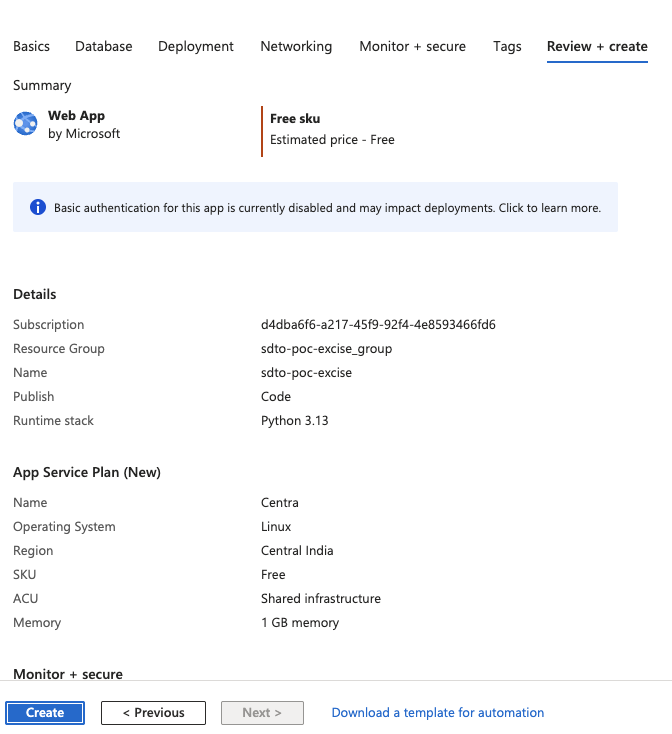 Basics Database Deployment Networking Monitor + secure Tags Review + create
Summary
Web App
by Microsoft
Free sku
Estimated price - Free
Basic authentication for this app is currently disabled and may impact deployments. Click to learn more.
Details
Subscription d4dba6f6-a217-45f9-92f4-4e8593466fd6
Resource Group sdto-poc-excise_group
Name sdto-poc-excise
Publish Code
Runtime stack Python 3.13
App Service Plan (New)
Name Centra
Operating System Linux
Region Central India
SKU Free
ACU Shared infrastructure
Memory 1 GB memory
Monitor + secure
Create < Previous Next > Download a template for automation